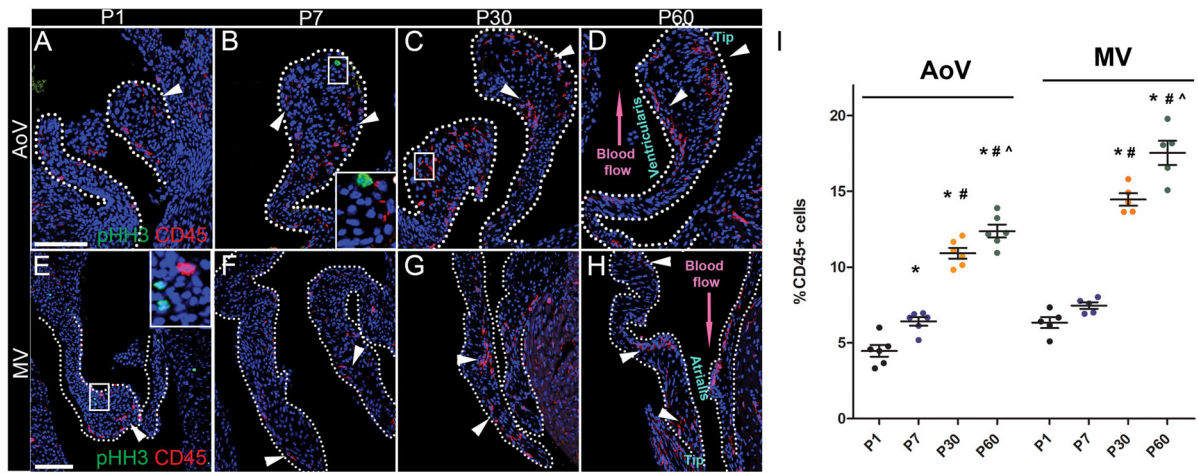 P1 P7 P30 P60
AoV
A
B
C
D
Tip
Blood
flow
Ventricularis
pHH3 CD45
MV
E
F
G
H
Blood
flow
Atrialis
Tip
pHH3 CD45
I
AoV MV
%CD45+ cells
20
15
10
5
0
*
* #
* # ^
* #
* # ^
P1 P7 P30 P60 P1 P7 P30 P60